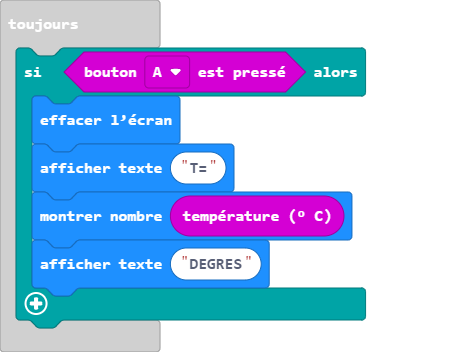 toujours
si bouton A est pressé alors
effacer l'écran
afficher texte "T="
montrer nombre température (º C)
afficher texte "DEGRES"